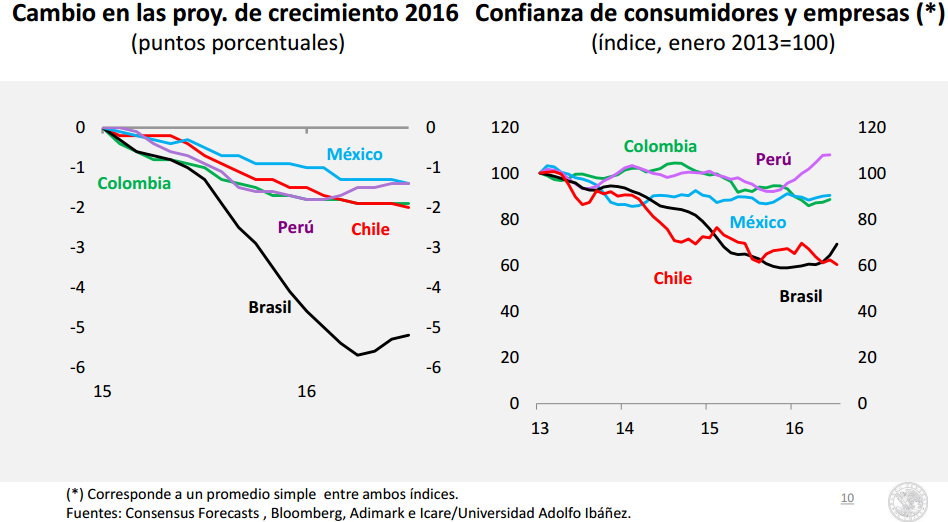 Cambio en las proy. de crecimiento 2016
(puntos porcentuales)
0
-1
-2
-3
-4
-5
-6
0
-1
-2
-3
-4
-5
-6
15
16
México
Colombia
Perú
Chile
Brasil
Confianza de consumidores y empresas (*)
(índice, enero 2013=100)
120
100
80
60
40
20
0
120
100
80
60
40
20
0
13
14
15
16
Colombia
Perú
México
Chile
Brasil
(*) Corresponde a un promedio simple entre ambos índices.
Fuentes: Consensus Forecasts , Bloomberg, Adimark e Icare/Universidad Adolfo Ibáñez.
10